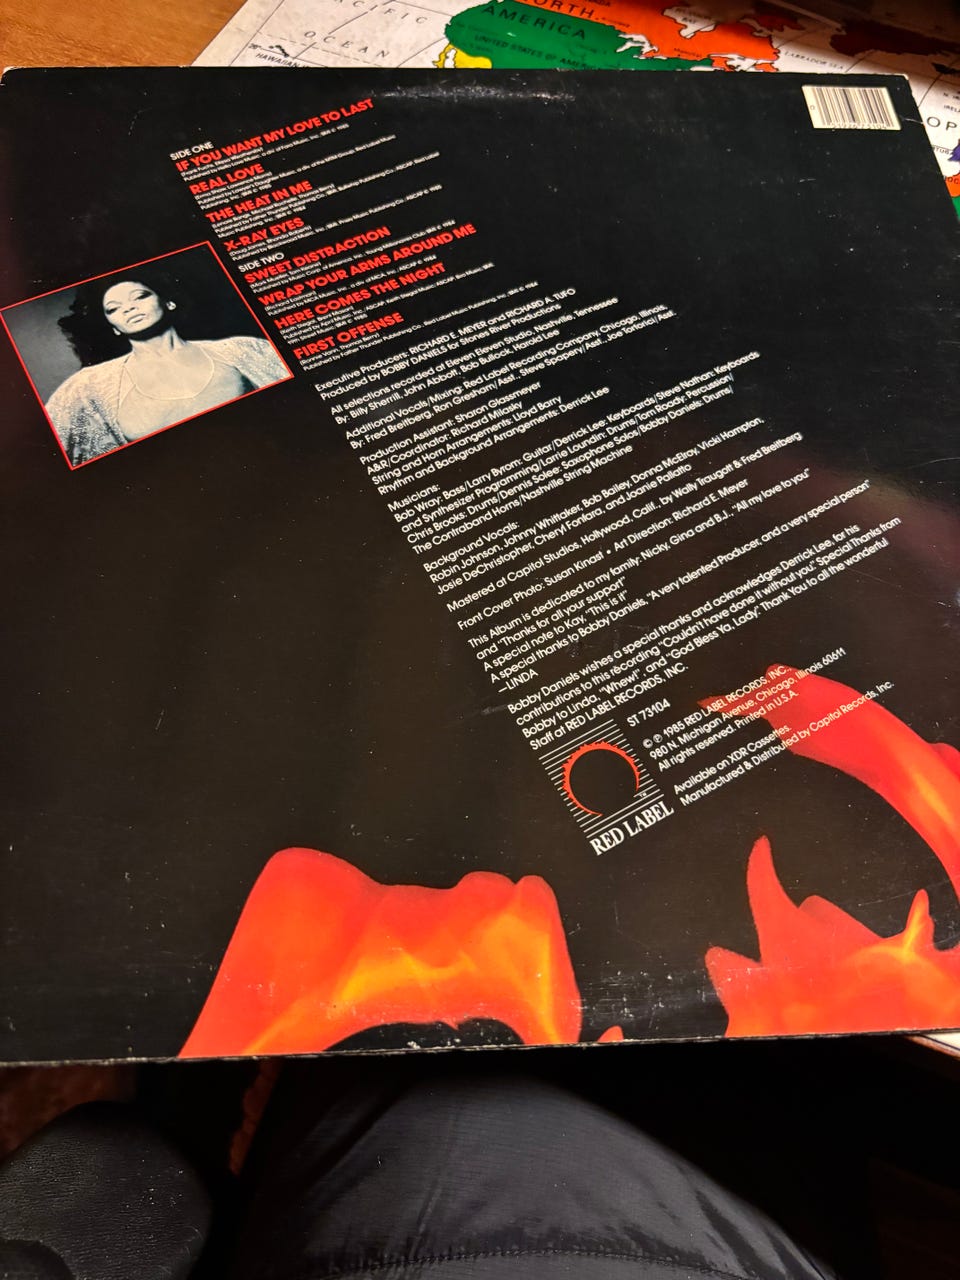 PACIFIC
OCEAN
NORTH
AMERICA
UNITED STATES OF AMERICA
LABRADOR SEA
HAWAIIAN
SIDE ONE
IF YOU WANT MY LOVE TO LAST
REAL LOVE
THE HEAT IN ME
X-RAY EYES
SIDE TWO
SWEET DISTRACTION
WRAP YOUR ARMS AROUND ME
HERE COMES THE NIGHT
FIRST OFFENSE
Executive Producers: RICHARD E. MEYER and RICHARD A. TUFO
Produced by BOBBY DANIELS for Stones River Productions
All selections recorded at Eleven Eleven Studio, Nashville, Tennessee
By: Billy Sherrill, John Abbott, Bob Bullock, Harold Lee
Additional Vocals/Mixing: Red Label Recording Company, Chicago, Illinois
By: Fred Breitberg, Ron Gresham/Asst., Steve Spapery/Asst., Joe Tortorici/Asst.
Production Assistant: Sharon Glassmeyer
A&R/Coordinator: Richard Milasky
String and Horn Arrangements: Lloyd Barry
Rhythm and Background Arrangements: Derrick Lee
Musicians:
Bob Wray: Bass/Larry Byrom: Guitar/Derrick Lee: Keyboards/Steve Nathan: Keyboards
and Synthesizer Programming/Larrie Loundin: Drums/Tom Roady: Percussion/
Chris Brooks: Drums/Dennis Solee: Saxophone Solos/Bobby Daniels: Drums/
The Contraband Horns/Nashville String Machine
Background Vocals:
Robin Johnson, Johnny Whittaker, Bob Bailey, Donna McElroy, Vicki Hampton,
Josie DeChristopher, Cheryl Fontara, and Joanie Pallatto
Mastered at Capitol Studios, Hollywood, Calif., by Wally Traugott & Fred Breitberg
Front Cover Photo: Susan Kinast • Art Direction: Richard E. Meyer
This Album is dedicated to my family: Nicky, Gina and B.J. "All my love to you"
and "Thanks for all your support"
A special note to Kay, "This is it"
A special thanks to Bobby Daniels, "A very talented Producer, and a very special person"
—LINDA
Bobby Daniels wishes a special thanks and acknowledges Derrick Lee, for his
contributions to this recording "Couldn't have done it without you." Special Thanks from
Bobby to Linda, "Whew!", and "God Bless Ya, Lady." Thank You to all the wonderful
Staff at RED LABEL RECORDS, INC.
ST 73104
© ℗ 1985 RED LABEL RECORDS, INC.,
980 N. Michigan Avenue, Chicago, Illinois 60611
All rights reserved. Printed in U.S.A.
Available on XDR Cassettes.
Manufactured & Distributed by Capitol Records, Inc.
RED LABEL